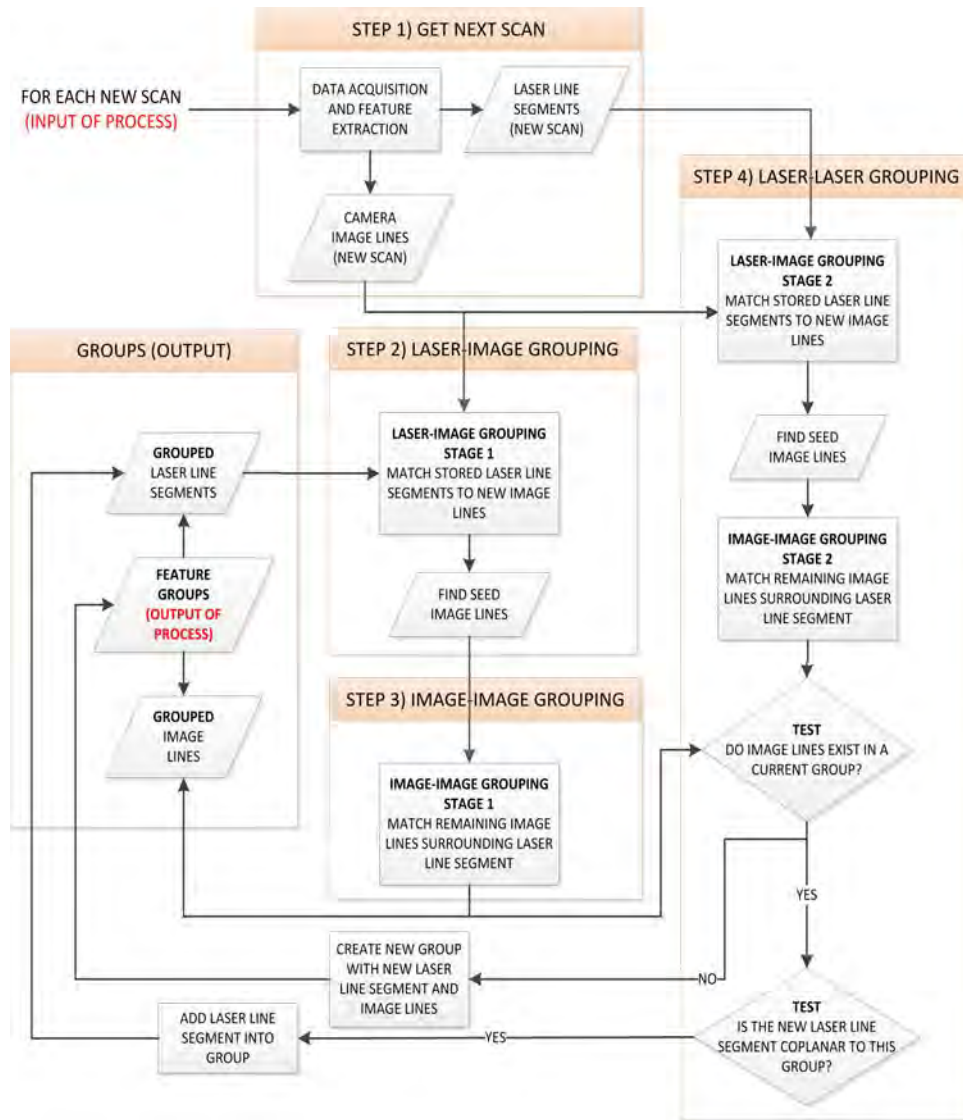 STEP 1) GET NEXT SCAN
FOR EACH NEW SCAN
(INPUT OF PROCESS)
DATA ACQUISITION
AND FEATURE
EXTRACTION
LASER LINE
SEGMENTS
(NEW SCAN)
CAMERA
IMAGE LINES
(NEW SCAN)
STEP 4) LASER-LASER GROUPING
LASER-IMAGE GROUPING
STAGE 2
MATCH STORED LASER LINE
SEGMENTS TO NEW IMAGE
LINES
FIND SEED
IMAGE LINES
IMAGE-IMAGE GROUPING
STAGE 2
MATCH REMAINING IMAGE
LINES SURROUNDING LASER
LINE SEGMENT
TEST
DO IMAGE LINES EXIST IN A
CURRENT GROUP?
YES
NO
TEST
IS THE NEW LASER LINE
SEGMENT COPLANAR TO THIS
GROUP?
YES
STEP 2) LASER-IMAGE GROUPING
LASER-IMAGE GROUPING
STAGE 1
MATCH STORED LASER LINE
SEGMENTS TO NEW IMAGE
LINES
FIND SEED
IMAGE LINES
STEP 3) IMAGE-IMAGE GROUPING
IMAGE-IMAGE GROUPING
STAGE 1
MATCH REMAINING IMAGE
LINES SURROUNDING LASER
LINE SEGMENT
GROUPS (OUTPUT)
GROUPED
LASER LINE
SEGMENTS
FEATURE
GROUPS
(OUTPUT OF
PROCESS)
GROUPED
IMAGE
LINES
CREATE NEW GROUP
WITH NEW LASER
LINE SEGMENT AND
IMAGE LINES
ADD LASER LINE
SEGMENT INTO
GROUP